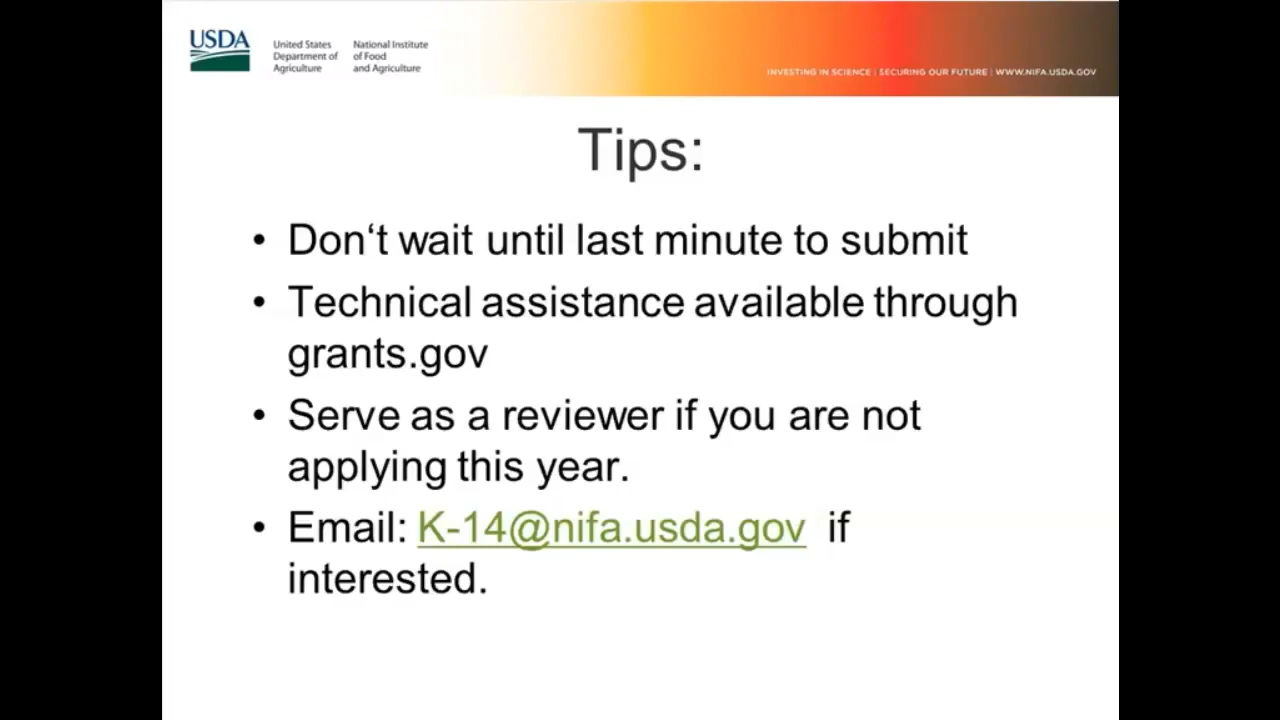 USDA
United States
Department of
Agriculture
National Institute
of Food
and Agriculture
INVESTING IN SCIENCE | SECURING OUR FUTURE | WWW.NIFA.USDA.GOV
Tips:
• Don‘t wait until last minute to submit
• Technical assistance available through
grants.gov
• Serve as a reviewer if you are not
applying this year.
• Email: K-14@nifa.usda.gov if
interested.